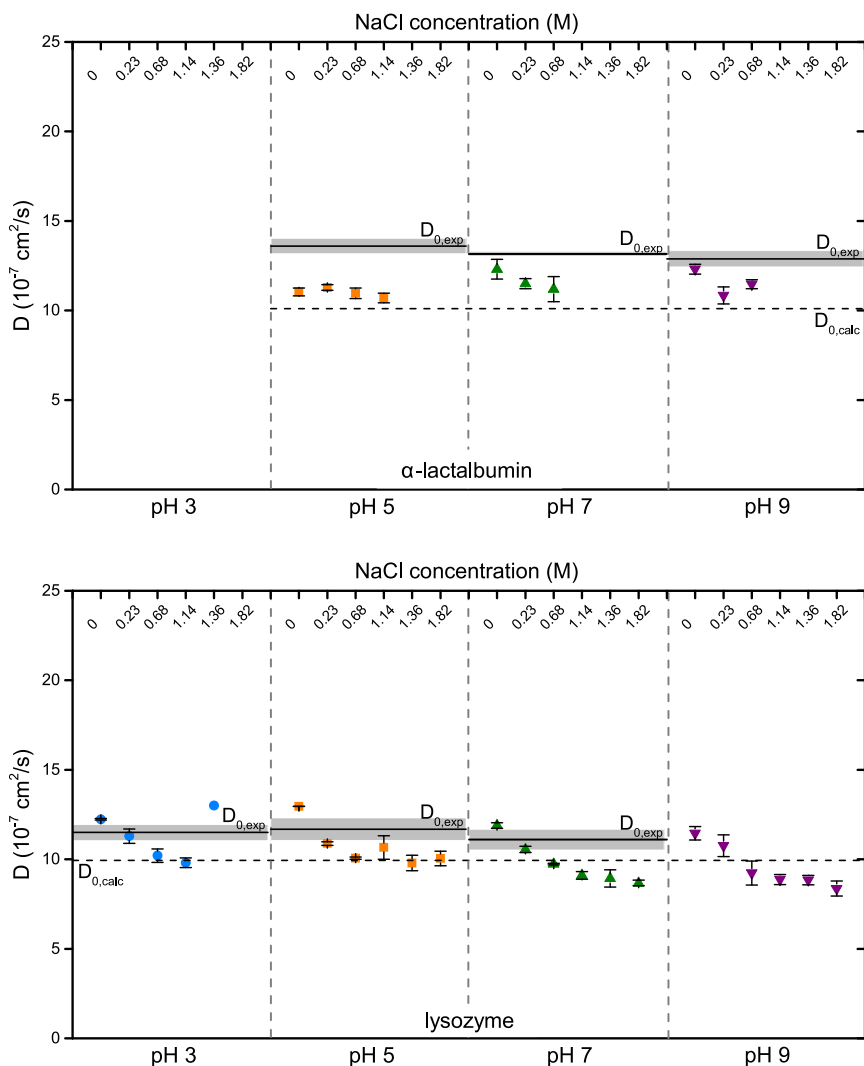 NaCl concentration (M)
25
0 0.23 0.68 1.14 1.36 1.82 0 0.23 0.68 1.14 1.36 1.82 0 0.23 0.68 1.14 1.36 1.82 0 0.23 0.68 1.14 1.36 1.82
20
15
D0,exp D0,exp D0,exp
D (10⁻⁷ cm²/s)
10
D0,calc
5
α-lactalbumin
0
pH 3 pH 5 pH 7 pH 9
NaCl concentration (M)
25
0 0.23 0.68 1.14 1.36 1.82 0 0.23 0.68 1.14 1.36 1.82 0 0.23 0.68 1.14 1.36 1.82 0 0.23 0.68 1.14 1.36 1.82
20
15
D0,exp D0,exp D0,exp
D (10⁻⁷ cm²/s)
10
D0,calc
5
lysozyme
0
pH 3 pH 5 pH 7 pH 9